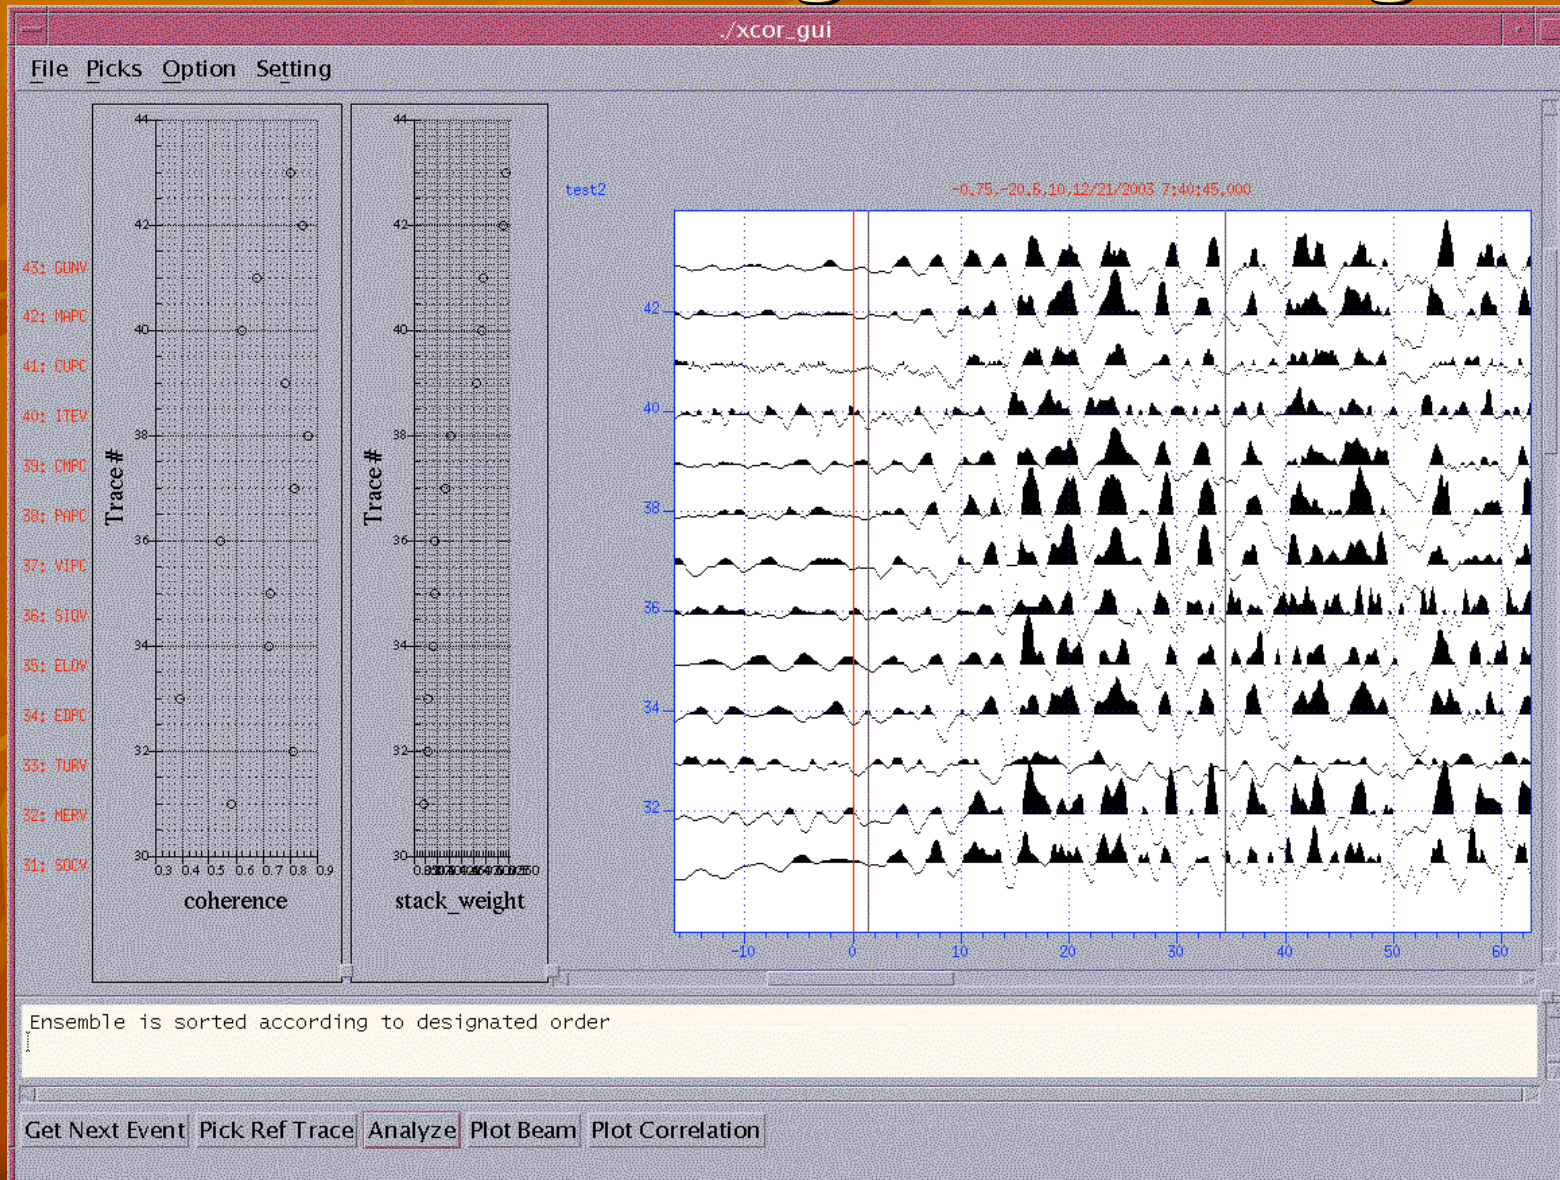 ./xcor_gui
File Picks Option Setting
test2
-0.75,-20.6,10,12/21/2003 7:40:45.000
43: GUNV
42: MAPC
41: CUPC
40: ITEV
39: CMPC
38: PAPC
37: VIPC
36: SIQV
35: ELOV
34: EDPC
33: TURV
32: MERV
31: SOCV
44
42
40
38
36
34
32
30
Trace #
0.3 0.4 0.5 0.6 0.7 0.8 0.9
coherence
44
42
40
38
36
34
32
30
Trace #
stack_weight
42
40
38
36
34
32
-10 0 10 20 30 40 50 60
Ensemble is sorted according to designated order
Get Next Event Pick Ref Trace Analyze Plot Beam Plot Correlation